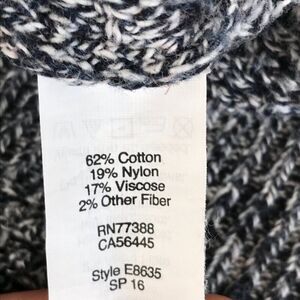 62% Cotton
19% Nylon
17% Viscose
2% Other Fiber
RN77388
CA56445
Style E8635
SP 16